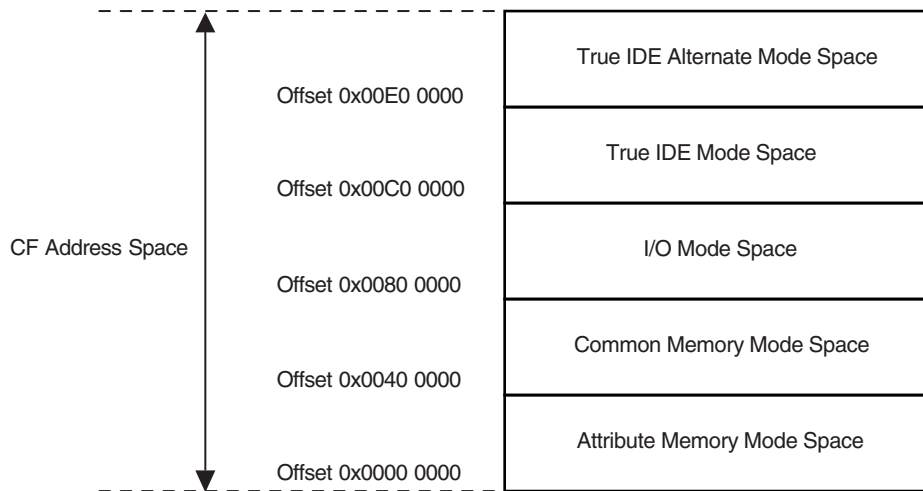 True IDE Alternate Mode Space
Offset 0x00E0 0000
True IDE Mode Space
Offset 0x00C0 0000
CF Address Space
I/O Mode Space
Offset 0x0080 0000
Common Memory Mode Space
Offset 0x0040 0000
Attribute Memory Mode Space
Offset 0x0000 0000